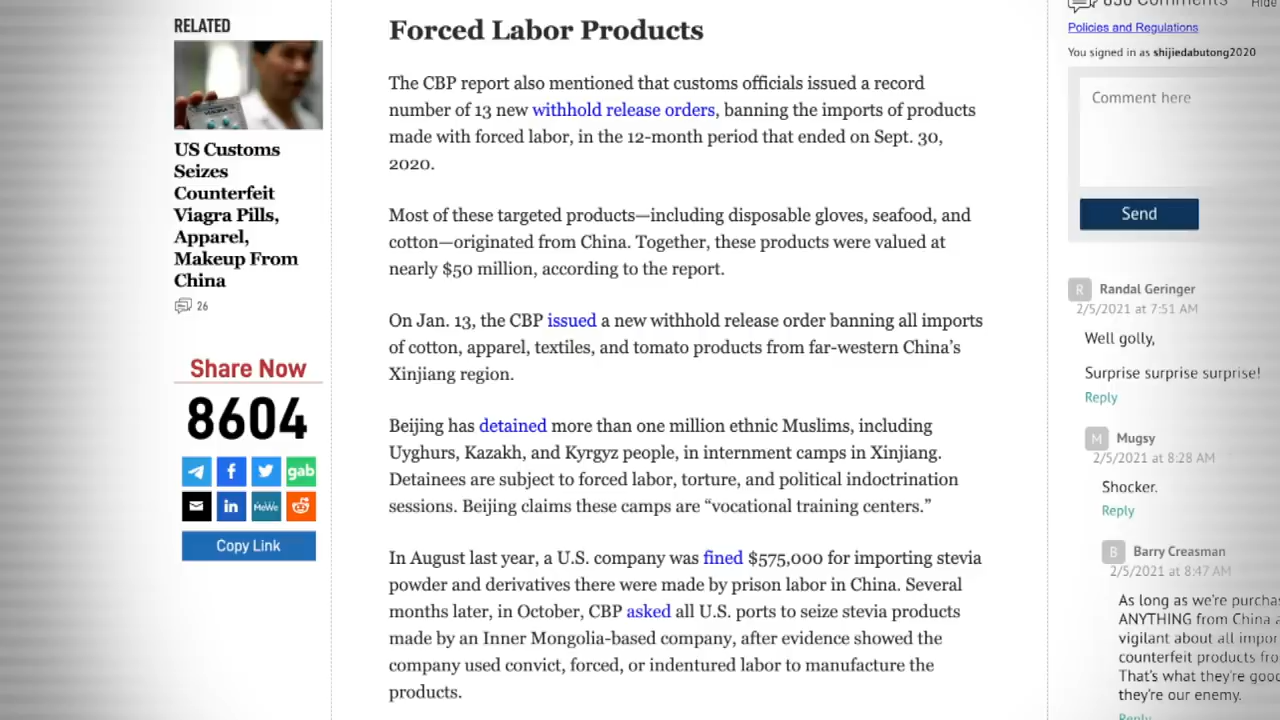 RELATED
US Customs
Seizes
Counterfeit
Viagra Pills,
Apparel,
Makeup From
China
26
Share Now
8604
gab
in
MeWe
Copy Link
Forced Labor Products
The CBP report also mentioned that customs officials issued a record
number of 13 new withhold release orders, banning the imports of products
made with forced labor, in the 12-month period that ended on Sept. 30,
2020.
Most of these targeted products—including disposable gloves, seafood, and
cotton—originated from China. Together, these products were valued at
nearly $50 million, according to the report.
On Jan. 13, the CBP issued a new withhold release order banning all imports
of cotton, apparel, textiles, and tomato products from far-western China’s
Xinjiang region.
Beijing has detained more than one million ethnic Muslims, including
Uyghurs, Kazakh, and Kyrgyz people, in internment camps in Xinjiang.
Detainees are subject to forced labor, torture, and political indoctrination
sessions. Beijing claims these camps are “vocational training centers.”
In August last year, a U.S. company was fined $575,000 for importing stevia
powder and derivatives there were made by prison labor in China. Several
months later, in October, CBP asked all U.S. ports to seize stevia products
made by an Inner Mongolia-based company, after evidence showed the
company used convict, forced, or indentured labor to manufacture the
products.
Comments Hide
Policies and Regulations
You signed in as shijiedabutong2020
Comment here
Send
R Randal Geringer
2/5/2021 at 7:51 AM
Well golly,
Surprise surprise surprise!
Reply
M Mugsy
2/5/2021 at 8:28 AM
Shocker.
Reply
B Barry Creasman
2/5/2021 at 8:47 AM
As long as we’re purcha
ANYTHING from China a
vigilant about all impor
counterfeit products fro
That’s what they’re good
they’re our enemy.
Reply